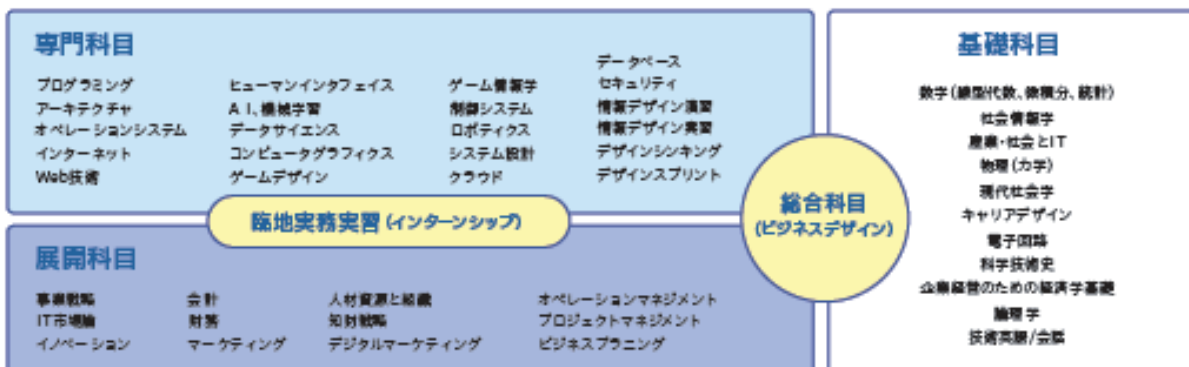 専門科目
プログラミング
アーキテクチャ
オペレーションシステム
インターネット
Web技術
ヒューマンインタフェイス
AI、機械学習
データサイエンス
コンピュータグラフィクス
ゲームデザイン
ゲーム情報学
制御システム
ロボティクス
システム設計
クラウド
データベース
セキュリティ
情報デザイン演習
情報デザイン実習
デザインシンキング
デザインスプリント
臨地実務実習(インターンシップ)
総合科目
(ビジネスデザイン)
展開科目
事業戦略
IT市場論
イノベーション
会計
財務
マーケティング
人材資源と組織
知財戦略
デジタルマーケティング
オペレーションマネジメント
プロジェクトマネジメント
ビジネスプラニング
基礎科目
数学(線型代数、微積分、統計)
社会情報学
産業・社会とIT
物理(力学)
現代社会学
キャリアデザイン
電子回路
科学技術史
企業経営のための経済学基礎
技術英語/会話